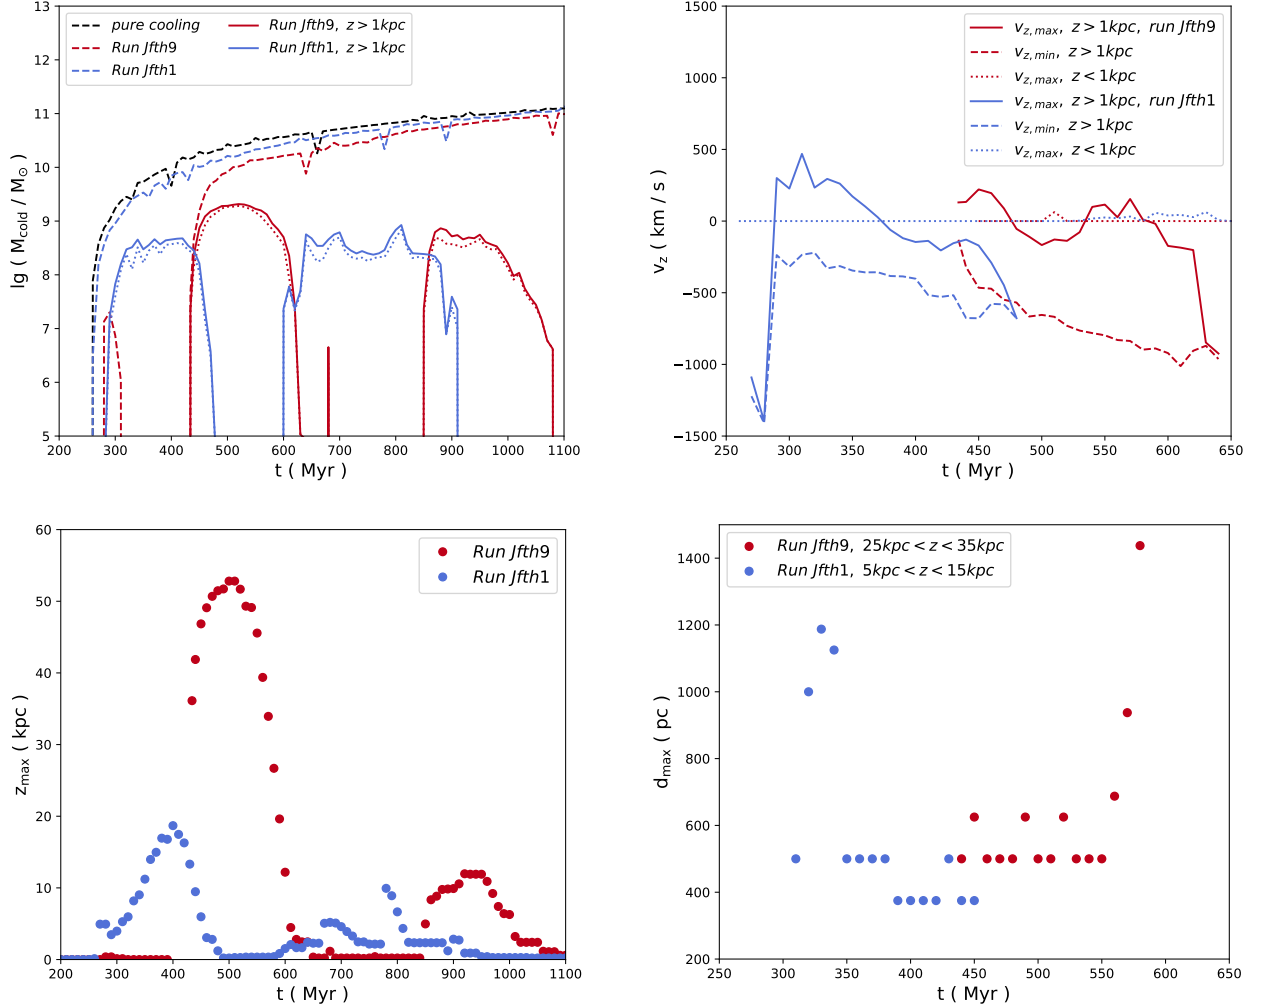 13
12
11
10
9
8
7
6
5
200
300
400
500
600
700
800
900
1000
1100
t ( Myr )
lg ( M_cold / M_⊙ )
pure cooling
Run Jfth9
Run Jfth1
Run Jfth9, z > 1kpc
Run Jfth1, z > 1kpc
1500
1000
500
0
−500
−1000
−1500
250
300
350
400
450
500
550
600
650
t ( Myr )
v_z ( km / s )
v_z,max, z > 1kpc, run Jfth9
v_z,min, z > 1kpc
v_z,max, z < 1kpc
v_z,max, z > 1kpc, run Jfth1
v_z,min, z > 1kpc
v_z,max, z < 1kpc
60
50
40
30
20
10
0
200
300
400
500
600
700
800
900
1000
1100
t ( Myr )
z_max ( kpc )
Run Jfth9
Run Jfth1
1400
1200
1000
800
600
400
200
250
300
350
400
450
500
550
600
650
t ( Myr )
d_max ( pc )
Run Jfth9, 25kpc < z < 35kpc
Run Jfth1, 5kpc < z < 15kpc